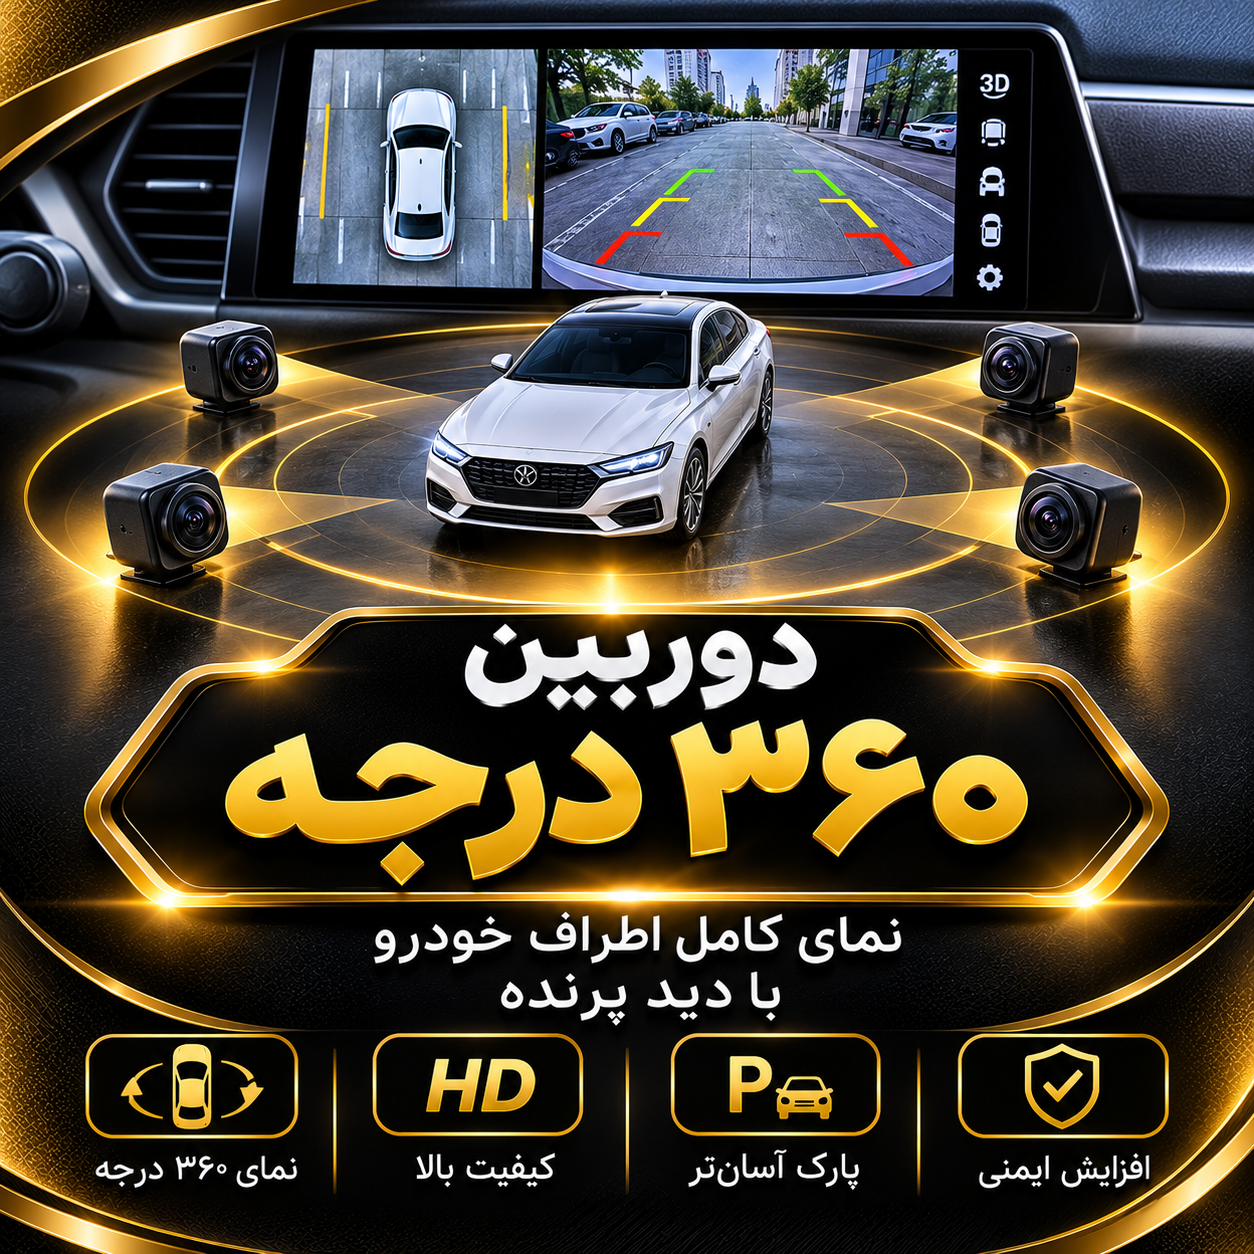 3D
دوربین
۳۶۰ درجه
نمای کامل اطراف خودرو
با دید پرنده
P
HD
افزایش ایمنی
پارک آسان‌تر
کیفیت بالا
نمای ۳۶۰ درجه